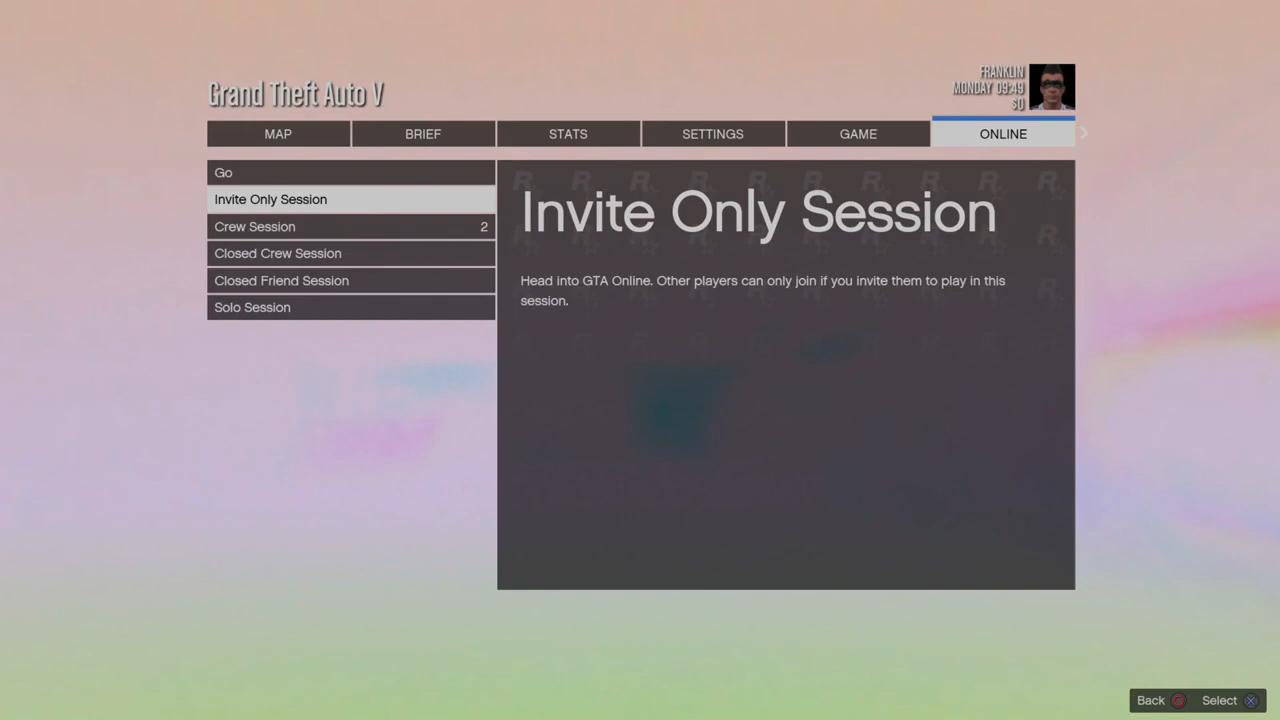 Grand Theft Auto V
FRANKLIN
MONDAY 09:49
$0
MAP
BRIEF
STATS
SETTINGS
GAME
ONLINE
Go
Invite Only Session
Crew Session 2
Closed Crew Session
Closed Friend Session
Solo Session
Invite Only Session
Head into GTA Online. Other players can only join if you invite them to play in this
session.
Back
Select